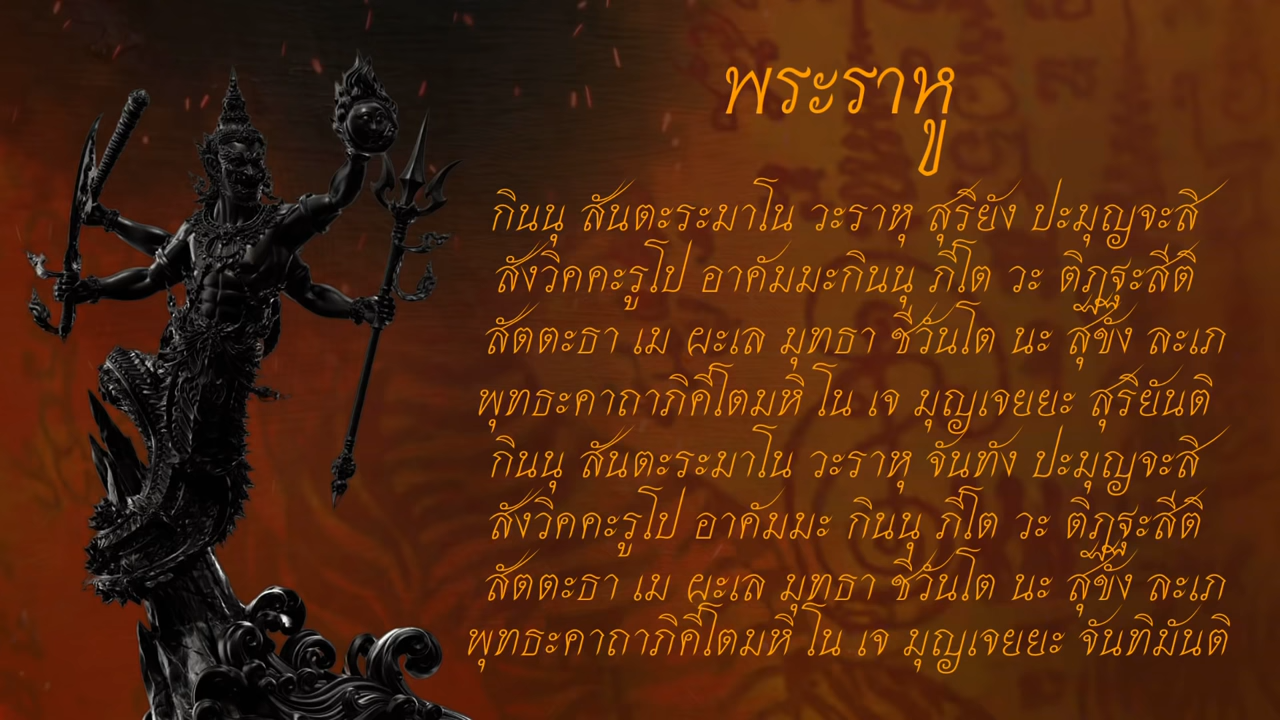 พระราหู
กินนุ สันตะระมาโน วะราหุ สุริยัง ปะมุญจะสิ
สังวิคคะรูโป อาคัมมะกินนุ ภีโต วะ ติฏฐะสีติ
สัตตะธา เม ผะเล มุทธา ชีวันโต นะ สุขัง ละเภ
พุทธะคาถาภิคีโตมหิ โน เจ มุญเจยยะ สุริยันติ
กินนุ สันตะระมาโน วะราหุ จันทัง ปะมุญจะสิ
สังวิคคะรูโป อาคัมมะ กินนุ ภีโต วะ ติฏฐะสีติ
สัตตะธา เม ผะเล มุทธา ชีวันโต นะ สุขัง ละเภ
พุทธะคาถาภิคีโตมหิ โน เจ มุญเจยยะ จันทิมันติ